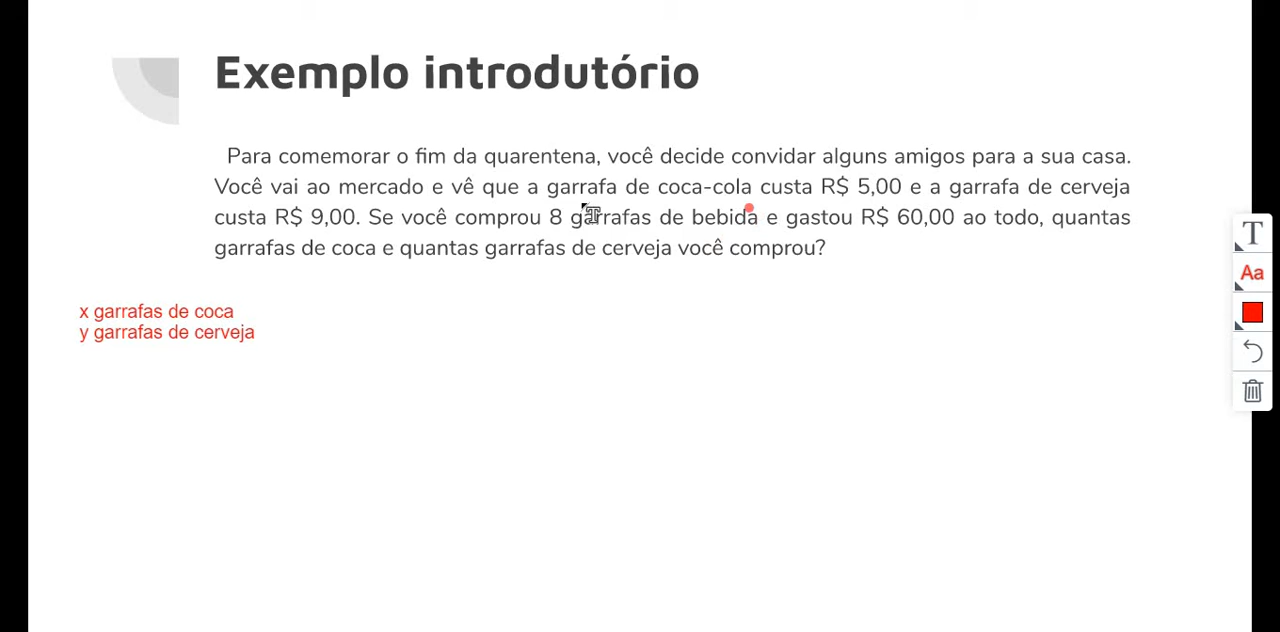 Exemplo introdutório
Para comemorar o fim da quarentena, você decide convidar alguns amigos para a sua casa.
Você vai ao mercado e vê que a garrafa de coca-cola custa R$ 5,00 e a garrafa de cerveja
custa R$ 9,00. Se você comprou 8 garrafas de bebida e gastou R$ 60,00 ao todo, quantas
garrafas de coca e quantas garrafas de cerveja você comprou?
x garrafas de coca
y garrafas de cerveja
T
Aa